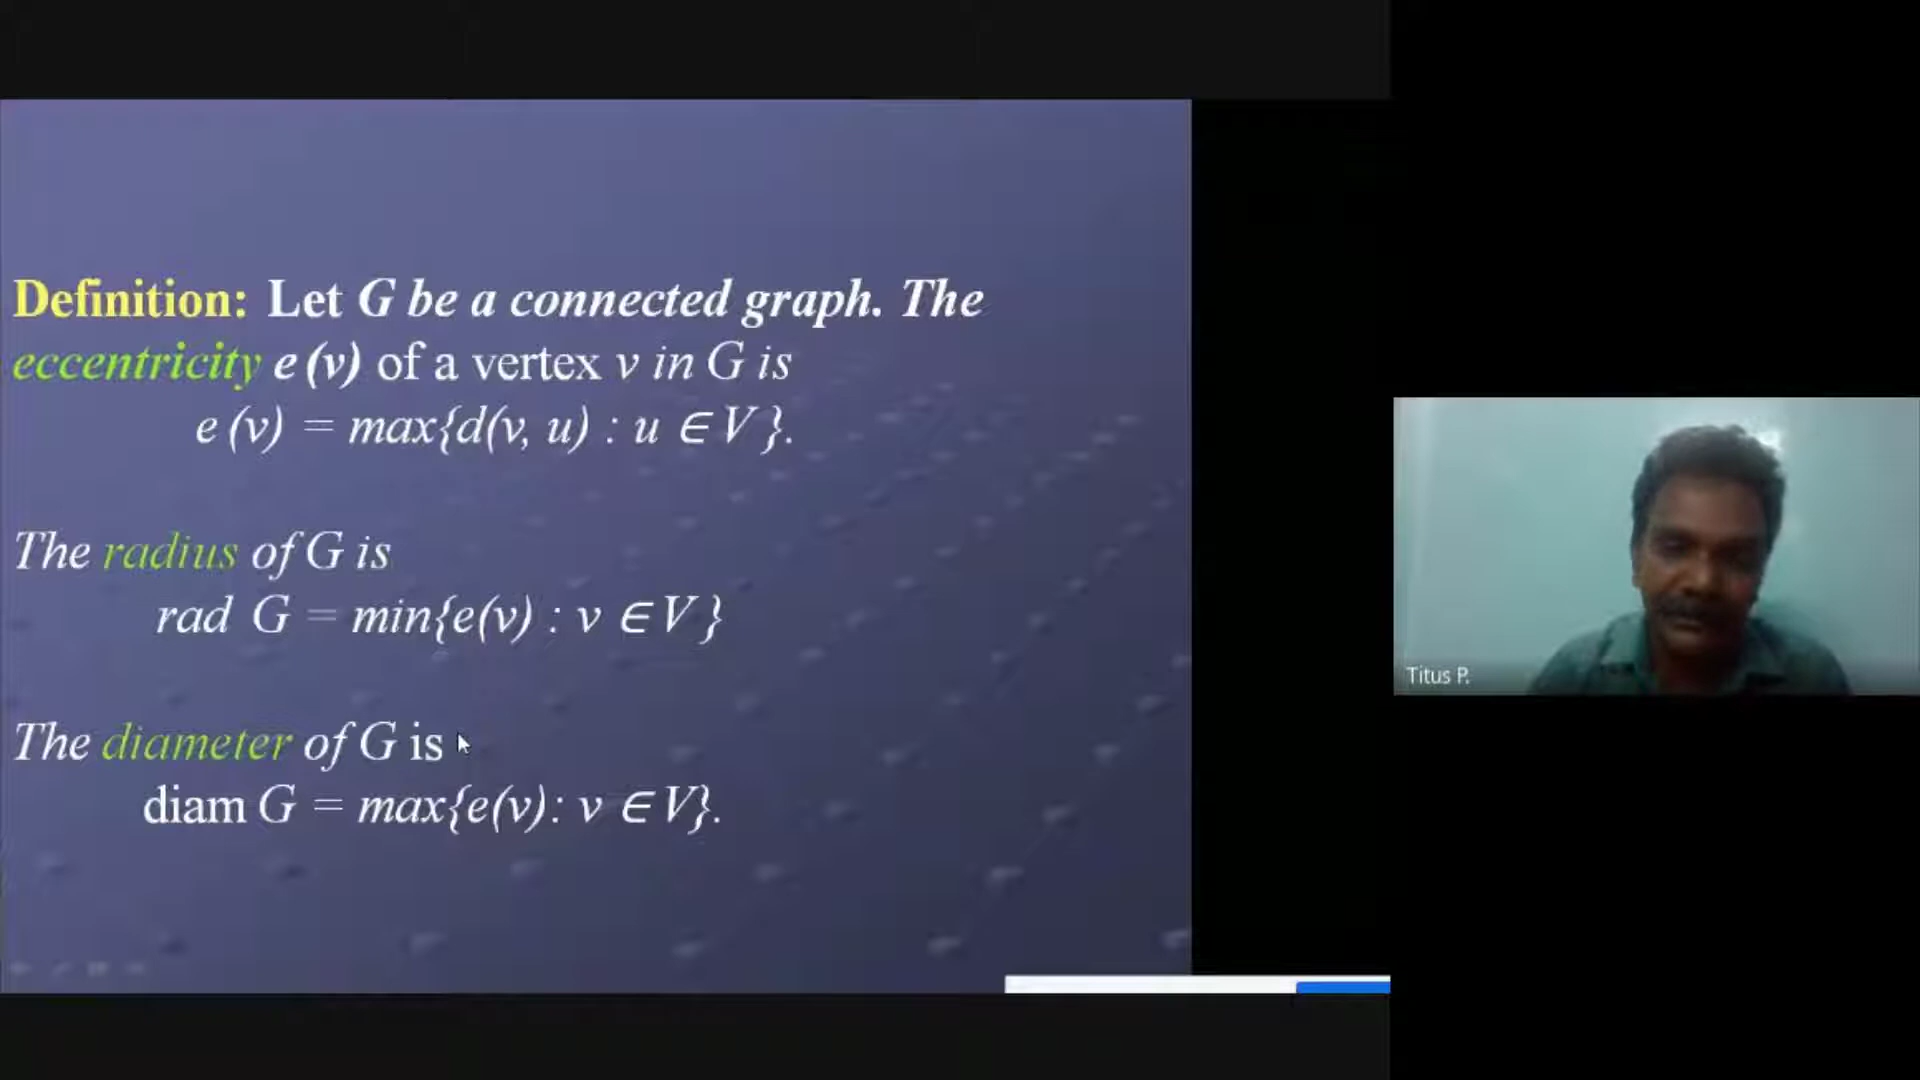 Definition: Let G be a connected graph. The
eccentricity e (v) of a vertex v in G is
e (v) = max{d(v, u) : u ∈ V }.
The radius of G is
rad G = min{e(v) : v ∈ V }
The diameter of G is
diam G = max{e(v): v ∈ V}.
Titus P.